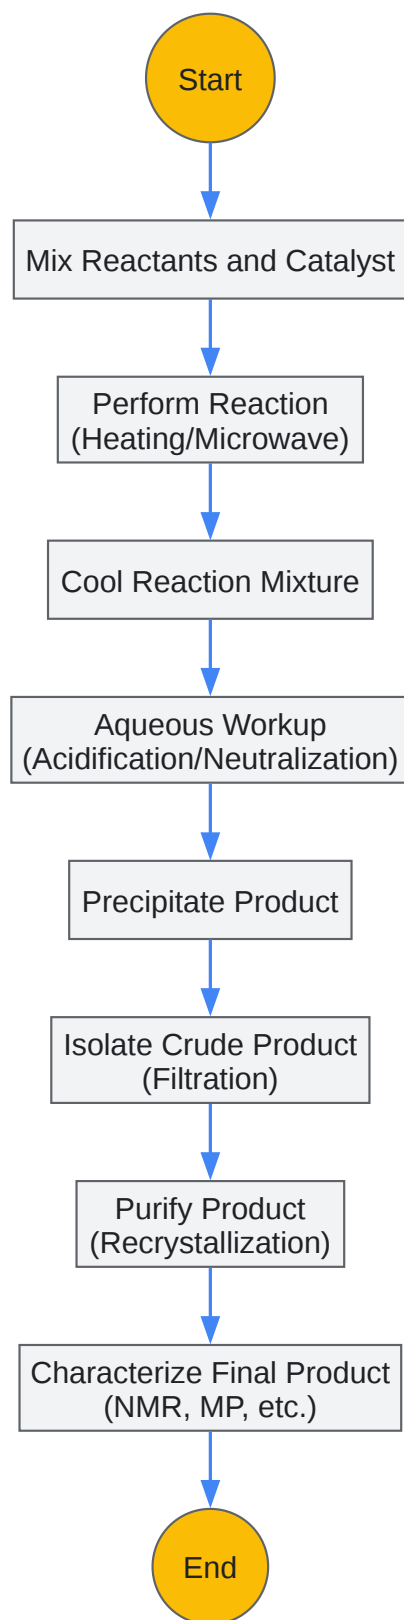 Start
Mix Reactants and Catalyst
Perform Reaction
(Heating/Microwave)
Cool Reaction Mixture
Aqueous Workup
(Acidification/Neutralization)
Precipitate Product
Isolate Crude Product
(Filtration)
Purify Product
(Recrystallization)
Characterize Final Product
(NMR, MP, etc.)
End